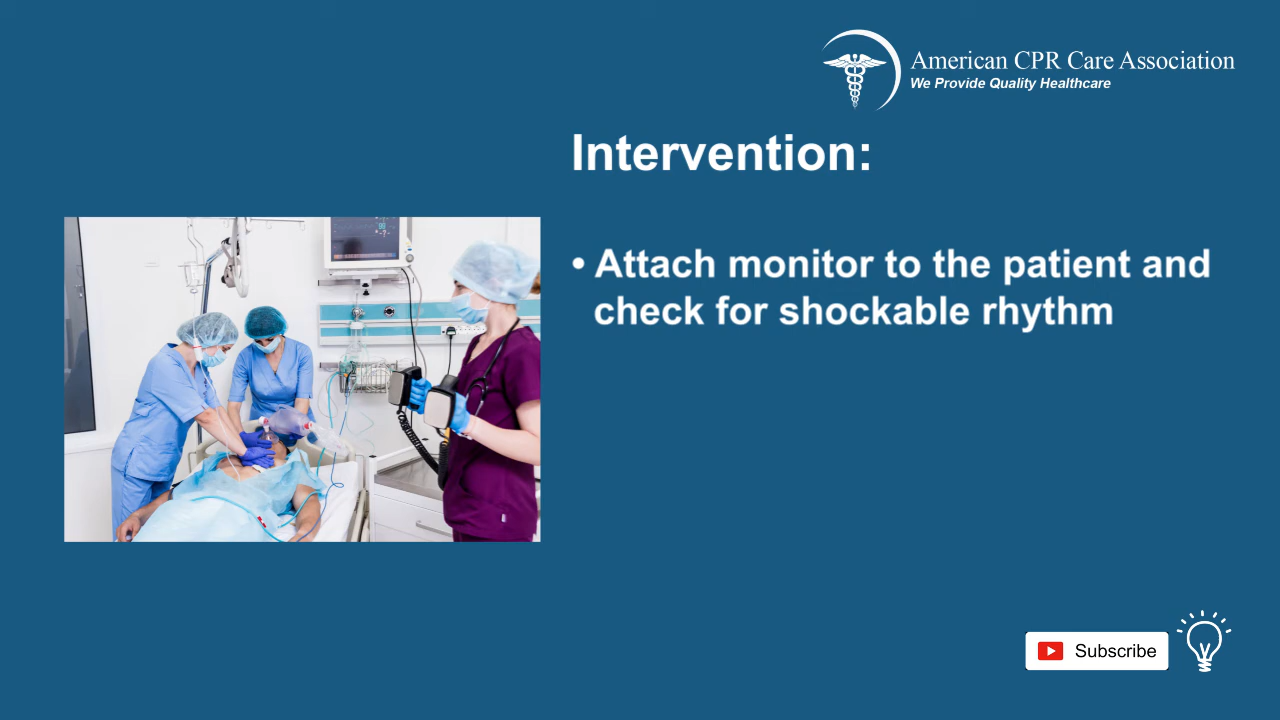 American CPR Care Association
We Provide Quality Healthcare
Intervention:
• Attach monitor to the patient and
check for shockable rhythm
Subscribe